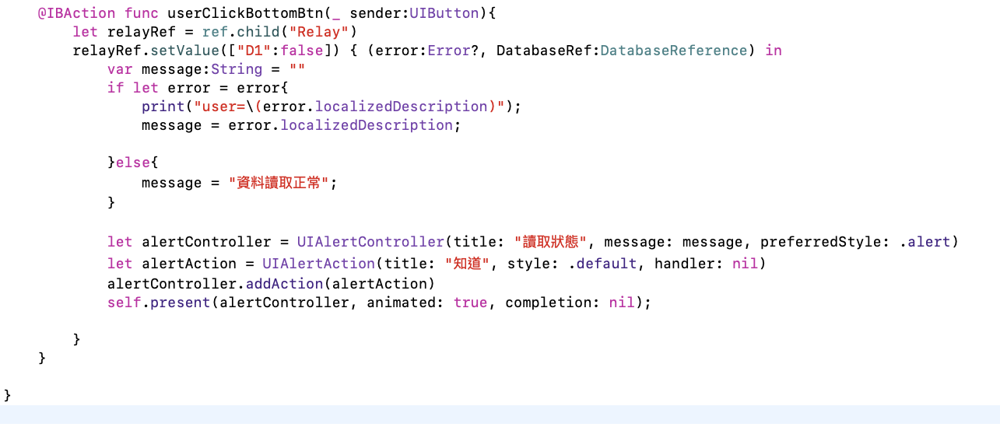 @IBAction func userClickBottomBtn(_ sender:UIButton){
let relayRef = ref.child("Relay")
relayRef.setValue(["D1":false]) { (error:Error?, DatabaseRef:DatabaseReference) in
var message:String = ""
if let error = error{
print("user=\(error.localizedDescription)");
message = error.localizedDescription;
}else{
message = "資料讀取正常";
}
let alertController = UIAlertController(title: "讀取狀態", message: message, preferredStyle: .alert)
let alertAction = UIAlertAction(title: "知道", style: .default, handler: nil)
alertController.addAction(alertAction)
self.present(alertController, animated: true, completion: nil);
}
}
}